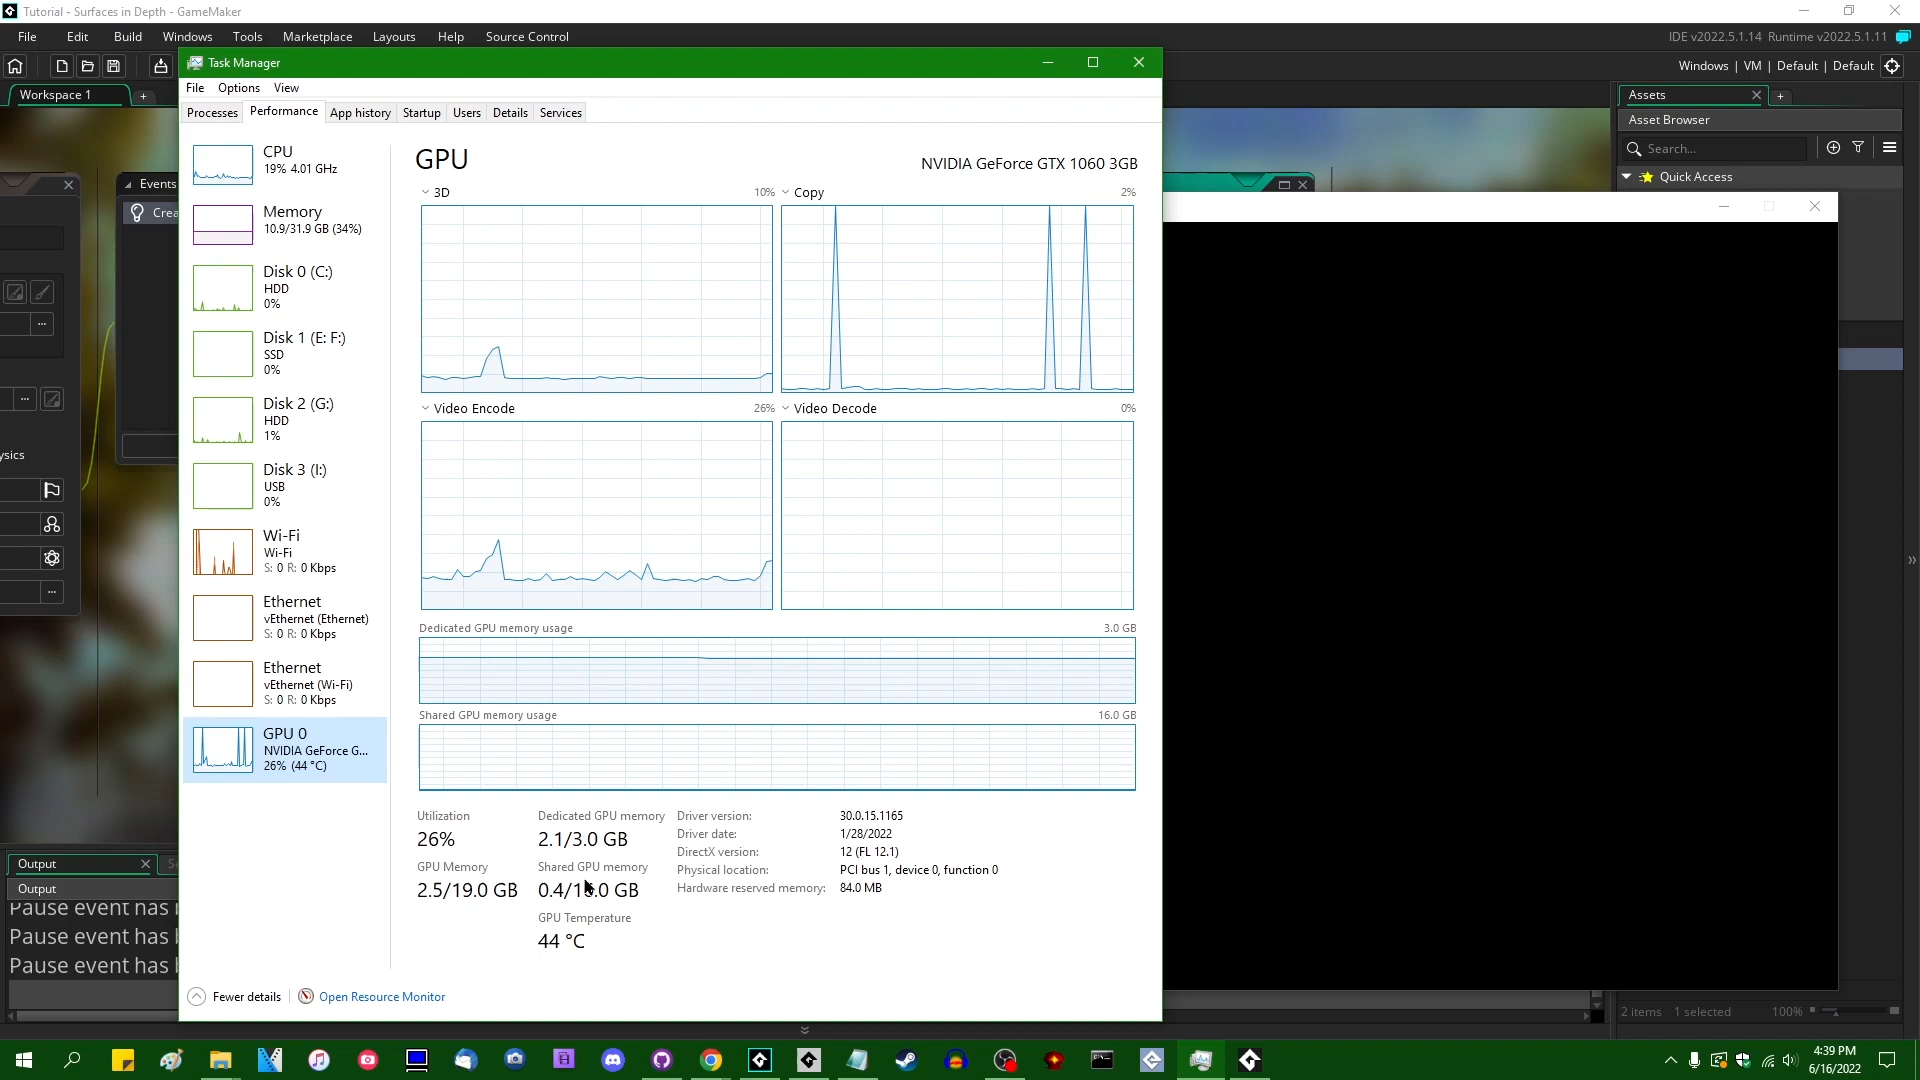 Tutorial - Surfaces in Depth - GameMaker
File Edit Build Windows Tools Marketplace Layouts Help Source Control
IDE v2022.5.1.14 Runtime v2022.5.1.11
Windows | VM | Default | Default
Workspace 1
Task Manager
File Options View
Processes Performance App history Startup Users Details Services
Assets
Asset Browser
Search...
Quick Access
Events
Crea
ysics
CPU
19% 4.01 GHz
Memory
10.9/31.9 GB (34%)
Disk 0 (C:)
HDD
0%
Disk 1 (E: F:)
SSD
0%
Disk 2 (G:)
HDD
1%
Disk 3 (I:)
USB
0%
Wi-Fi
Wi-Fi
S: 0 R: 0 Kbps
Ethernet
vEthernet (Ethernet)
S: 0 R: 0 Kbps
Ethernet
vEthernet (Wi-Fi)
S: 0 R: 0 Kbps
GPU 0
NVIDIA GeForce G...
26% (44 °C)
GPU
NVIDIA GeForce GTX 1060 3GB
3D 10%
Copy 2%
Video Encode 26%
Video Decode 0%
Dedicated GPU memory usage 3.0 GB
Shared GPU memory usage 16.0 GB
Utilization
26%
GPU Memory
2.5/19.0 GB
Dedicated GPU memory
2.1/3.0 GB
Shared GPU memory
0.4/16.0 GB
GPU Temperature
44 °C
Driver version: 30.0.15.1165
Driver date: 1/28/2022
DirectX version: 12 (FL 12.1)
Physical location: PCI bus 1, device 0, function 0
Hardware reserved memory: 84.0 MB
Fewer details
Open Resource Monitor
Output
Output
Pause event has
Pause event has
Pause event has
2 items 1 selected 100%
4:39 PM
6/16/2022